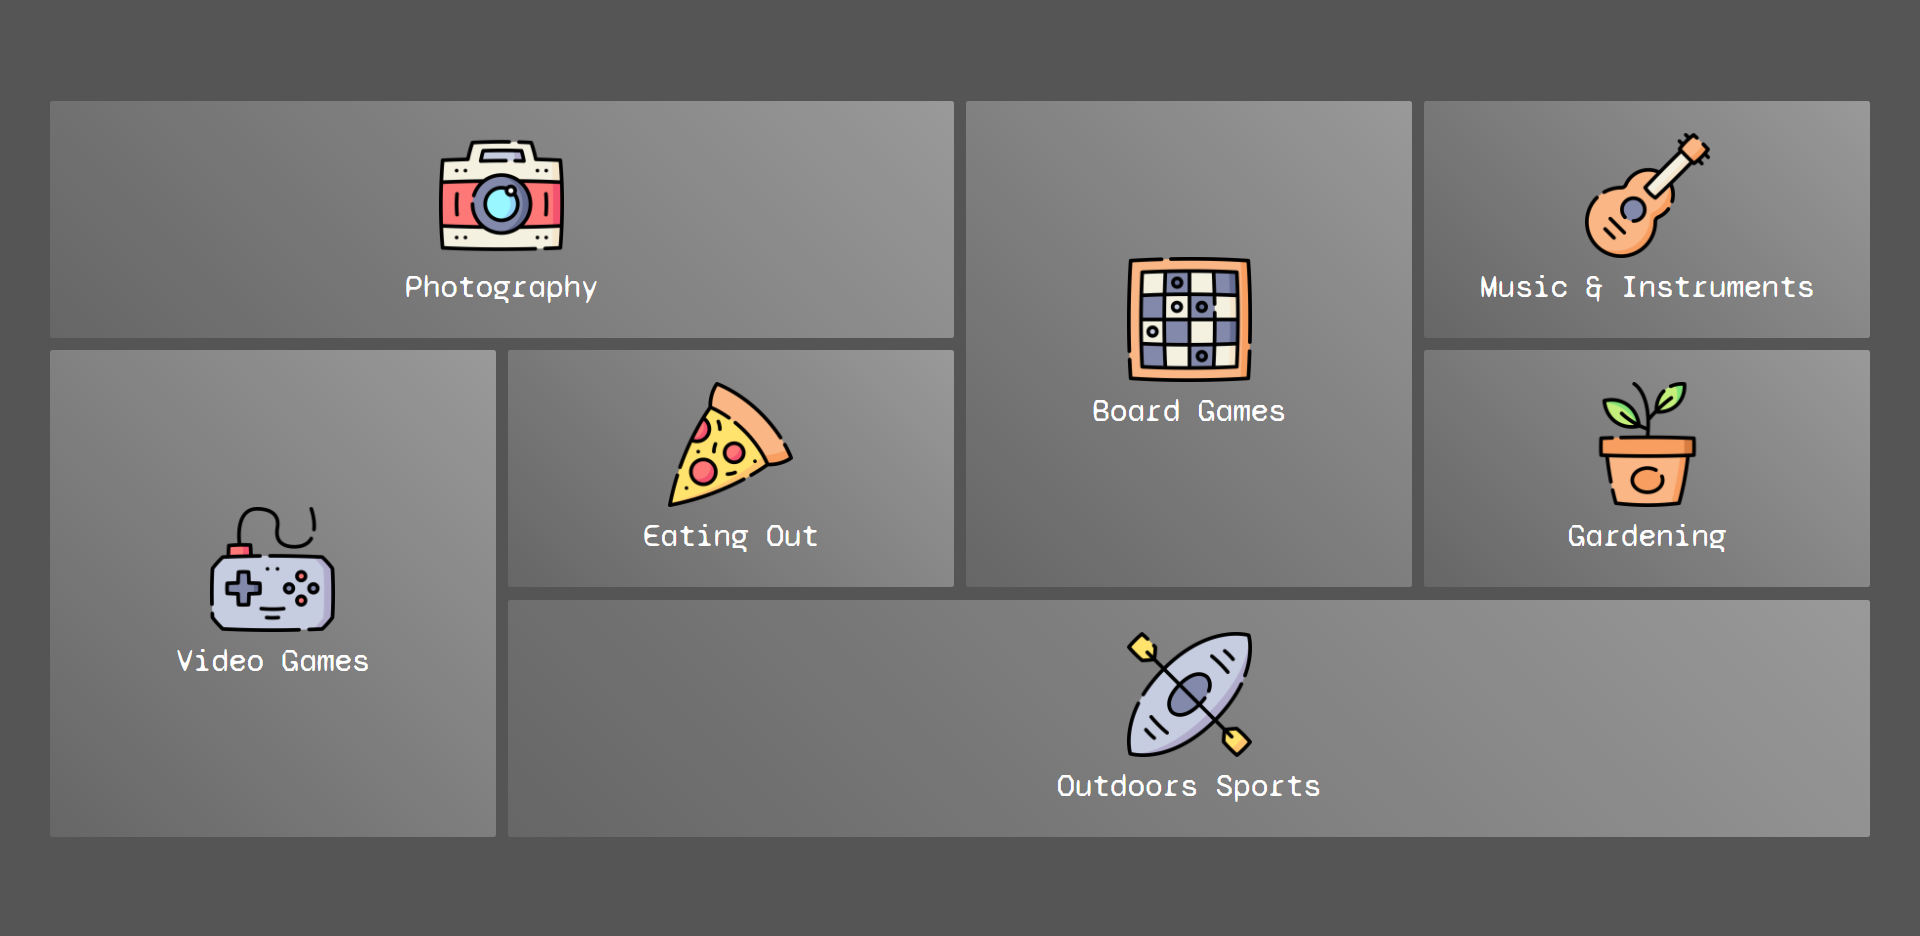 Photography
Board Games
Music & Instruments
Video Games
Eating Out
Gardening
Outdoors Sports